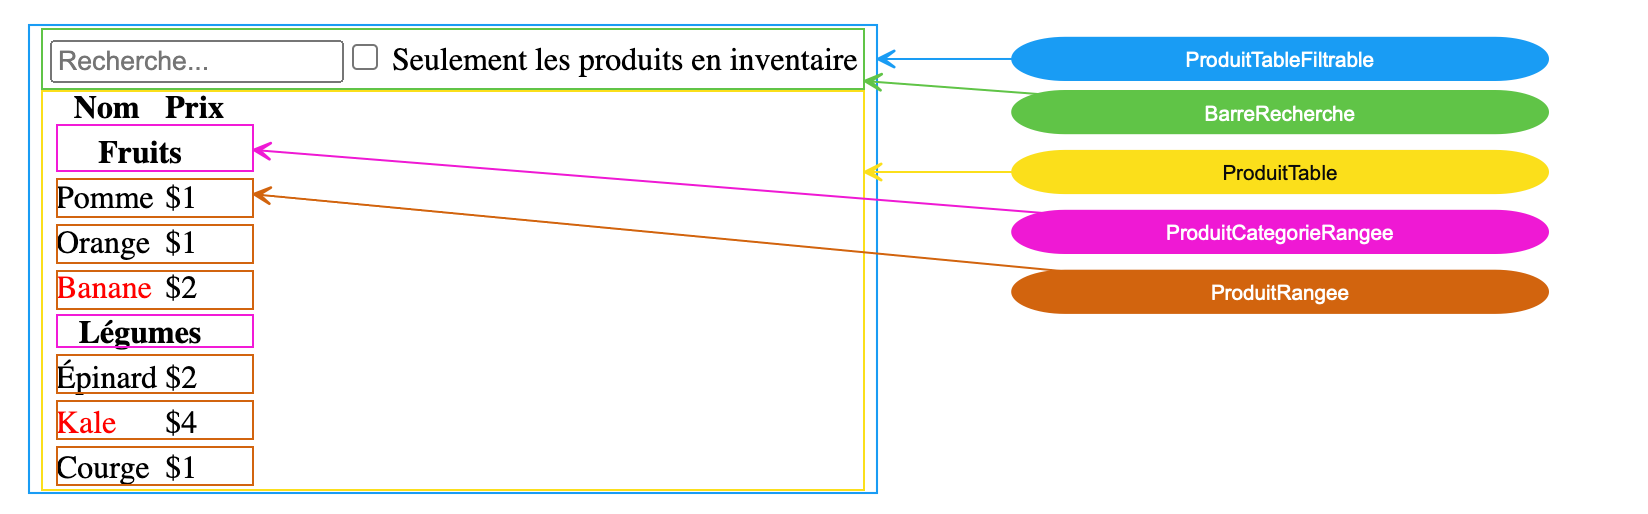 Recherche... Seulement les produits en inventaire
Nom Prix
Fruits
Pomme $1
Orange $1
Banane $2
Légumes
Épinard $2
Kale $4
Courge $1
ProduitTableFiltrable
BarreRecherche
ProduitTable
ProduitCategorieRangee
ProduitRangee